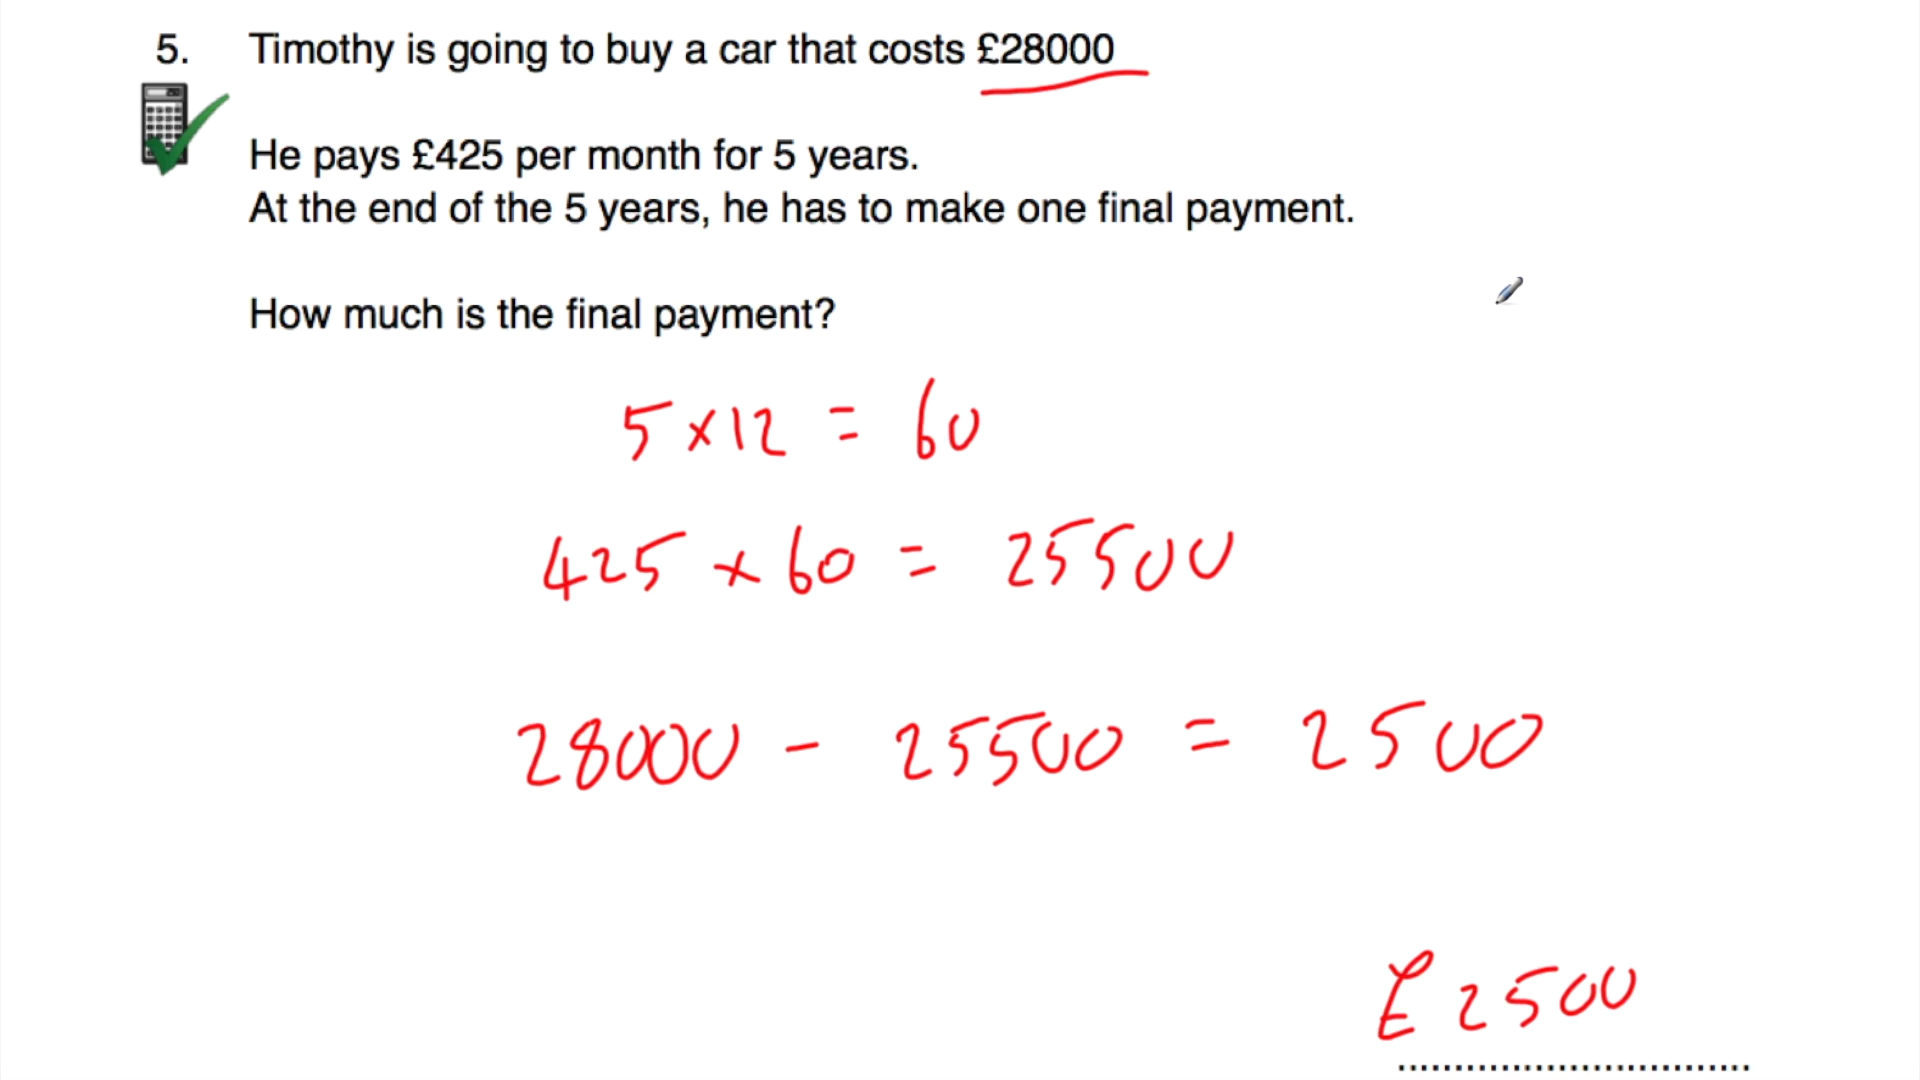 5. Timothy is going to buy a car that costs £28000
He pays £425 per month for 5 years.
At the end of the 5 years, he has to make one final payment.
How much is the final payment?
5 × 12 = 60
425 × 60 = 25500
28000 - 25500 = 2500
£2500
..............................